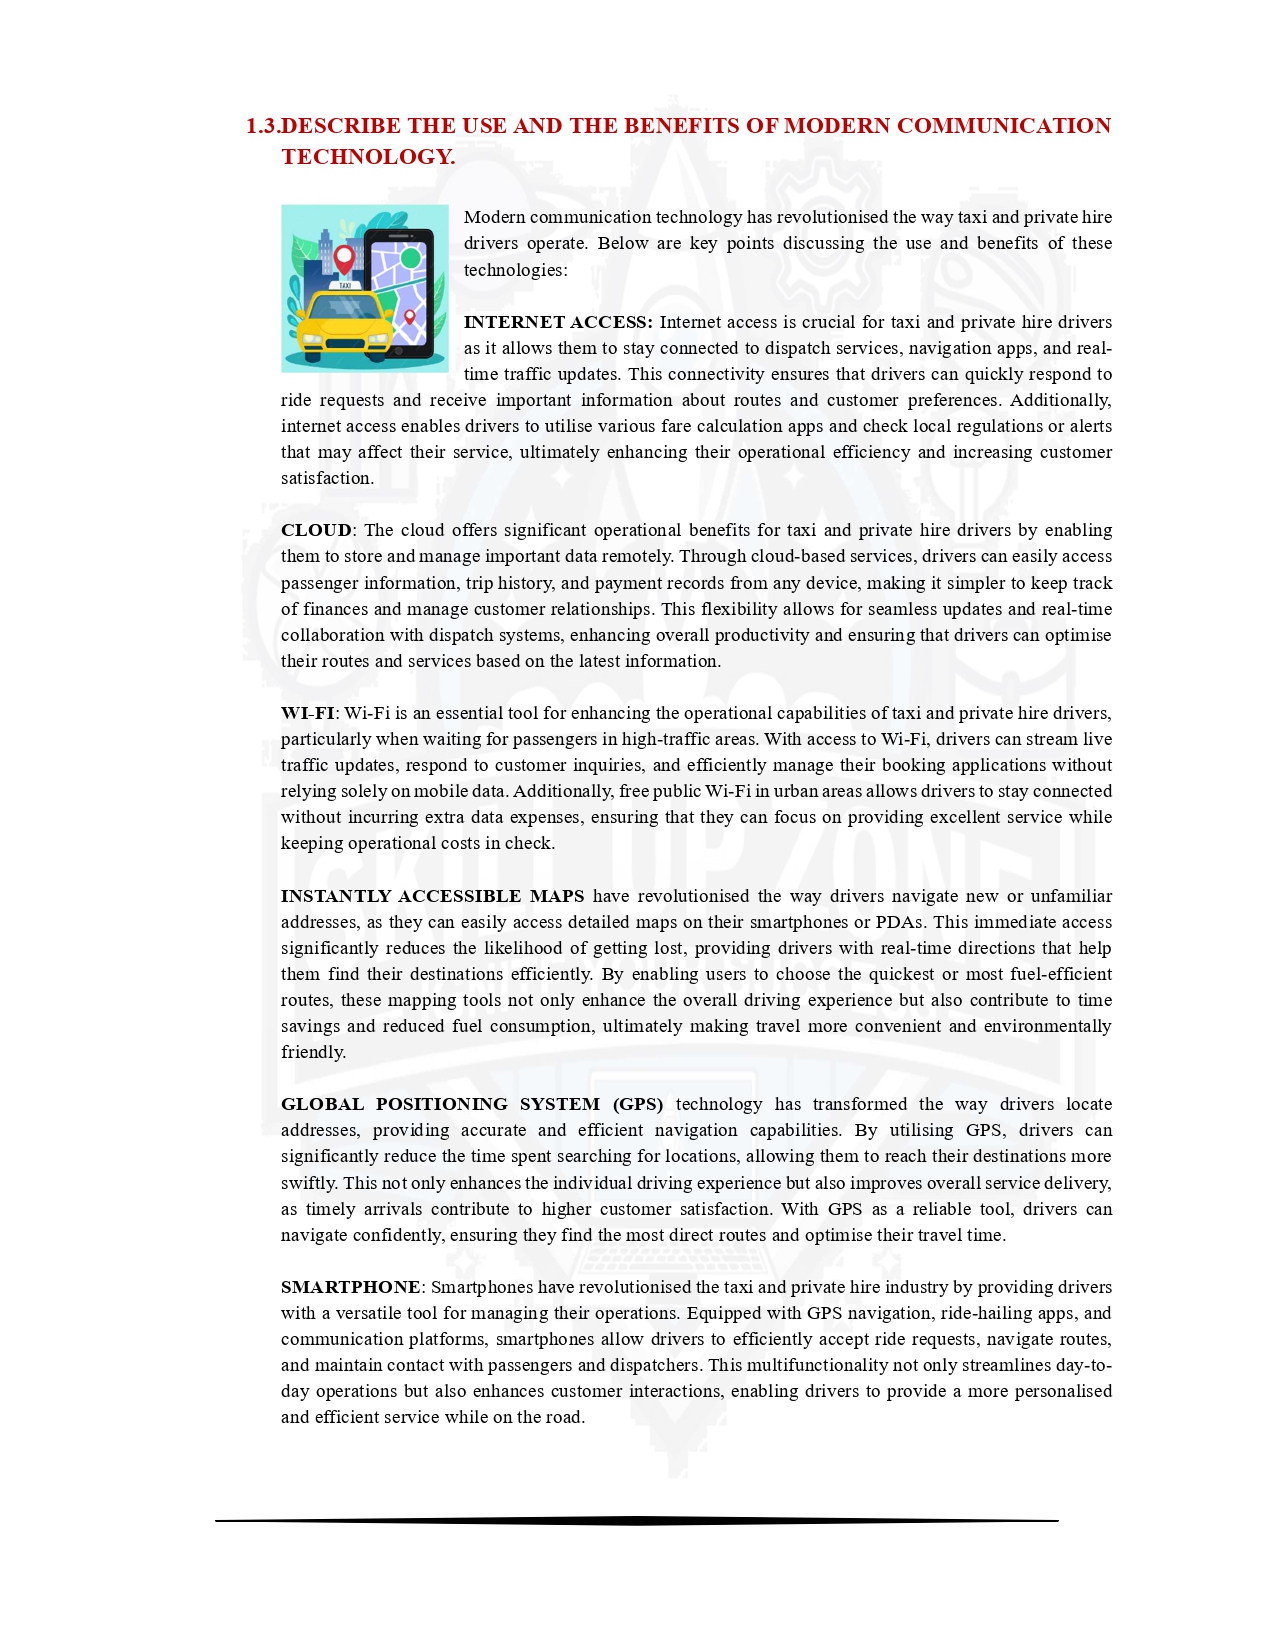 1.3.DESCRIBE THE USE AND THE BENEFITS OF MODERN COMMUNICATION
TECHNOLOGY.
TAXI
Modern communication technology has revolutionised the way taxi and private hire
drivers operate. Below are key points discussing the use and benefits of these
technologies:
INTERNET ACCESS: Internet access is crucial for taxi and private hire drivers
as it allows them to stay connected to dispatch services, navigation apps, and real-
time traffic updates. This connectivity ensures that drivers can quickly respond to
ride requests and receive important information about routes and customer preferences. Additionally,
internet access enables drivers to utilise various fare calculation apps and check local regulations or alerts
that may affect their service, ultimately enhancing their operational efficiency and increasing customer
satisfaction.
CLOUD: The cloud offers significant operational benefits for taxi and private hire drivers by enabling
them to store and manage important data remotely. Through cloud-based services, drivers can easily access
passenger information, trip history, and payment records from any device, making it simpler to keep track
of finances and manage customer relationships. This flexibility allows for seamless updates and real-time
collaboration with dispatch systems, enhancing overall productivity and ensuring that drivers can optimise
their routes and services based on the latest information.
WI-FI: Wi-Fi is an essential tool for enhancing the operational capabilities of taxi and private hire drivers,
particularly when waiting for passengers in high-traffic areas. With access to Wi-Fi, drivers can stream live
traffic updates, respond to customer inquiries, and efficiently manage their booking applications without
relying solely on mobile data. Additionally, free public Wi-Fi in urban areas allows drivers to stay connected
without incurring extra data expenses, ensuring that they can focus on providing excellent service while
keeping operational costs in check.
SKILL UP ZONE
INSTANTLY ACCESSIBLE MAPS have revolutionised the way drivers navigate new or unfamiliar
addresses, as they can easily access detailed maps on their smartphones or PDAs. This immediate access
significantly reduces the likelihood of getting lost, providing drivers with real-time directions that help
them find their destinations efficiently. By enabling users to choose the quickest or most fuel-efficient
IGNITE YOUR SUCCESS
routes, these mapping tools not only enhance the overall driving experience but also contribute to time
savings and reduced fuel consumption, ultimately making travel more convenient and environmentally
friendly.
GLOBAL POSITIONING SYSTEM (GPS) technology has transformed the way drivers locate
addresses, providing accurate and efficient navigation capabilities. By utilising GPS, drivers can
significantly reduce the time spent searching for locations, allowing them to reach their destinations more
swiftly. This not only enhances the individual driving experience but also improves overall service delivery,
as timely arrivals contribute to higher customer satisfaction. With GPS as a reliable tool, drivers can
navigate confidently, ensuring they find the most direct routes and optimise their travel time.
SMARTPHONE: Smartphones have revolutionised the taxi and private hire industry by providing drivers
with a versatile tool for managing their operations. Equipped with GPS navigation, ride-hailing apps, and
communication platforms, smartphones allow drivers to efficiently accept ride requests, navigate routes,
and maintain contact with passengers and dispatchers. This multifunctionality not only streamlines day-to-
day operations but also enhances customer interactions, enabling drivers to provide a more personalised
and efficient service while on the road.